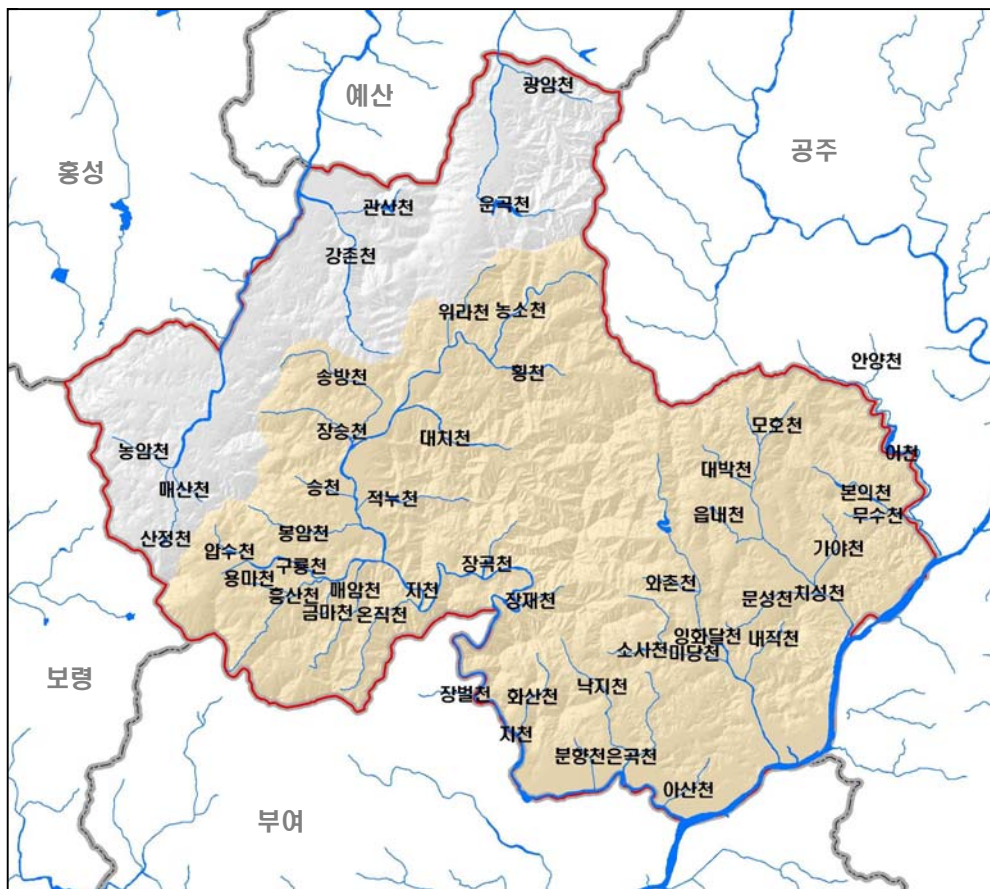 광암천
예산
공주
홍성
관산천
운곡천
강존천
위라천
농소천
안양천
송방천
횡천
모호천
장승천
대치천
농암천
대박천
어천
매산천
승천
적누천
본의천
읍내천
무수천
산정천
봉암천
압수천
가야천
구룡천
장곡천
용마천
와촌천
흥산천
매암천
지천
문성천
치성천
금마천
온직천
장재천
잉화달천
내직천
소사천
미당천
보령
장벌천
화산천
낙지천
지천
분향천
은곡천
아산천
부여